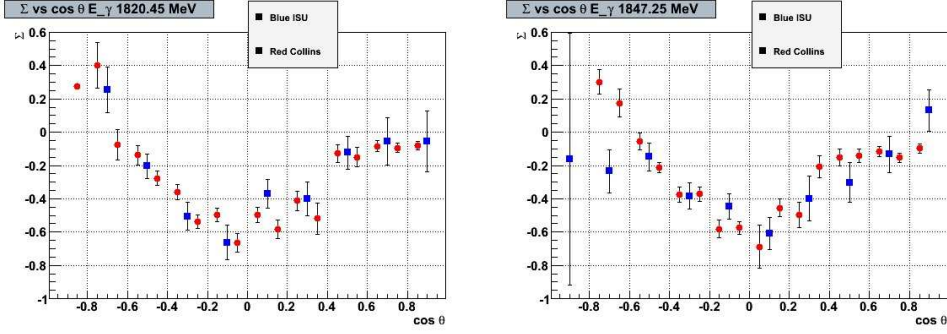 Σ vs cos θ E_γ 1820.45 MeV
Blue ISU
Red Collins
Σ
0.6
0.4
0.2
0
-0.2
-0.4
-0.6
-0.8
-1
-0.8 -0.6 -0.4 -0.2 0 0.2 0.4 0.6 0.8
cos θ
Σ vs cos θ E_γ 1847.25 MeV
Blue ISU
Red Collins
Σ
0.6
0.4
0.2
0
-0.2
-0.4
-0.6
-0.8
-1
-0.8 -0.6 -0.4 -0.2 0 0.2 0.4 0.6 0.8
cos θ